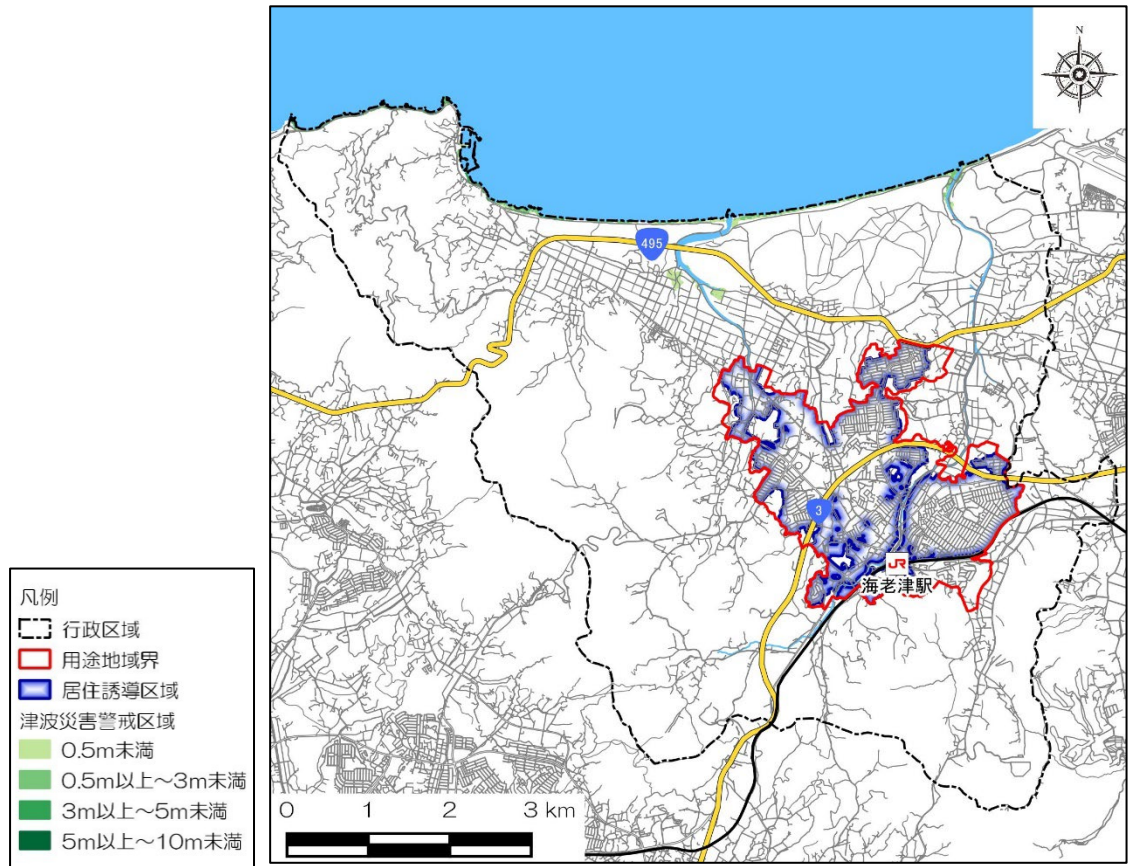 N
495
3
JR
海老津駅
凡例
行政区域
用途地域界
居住誘導区域
津波災害警戒区域
0.5m未満
0.5m以上～3m未満
3m以上～5m未満
5m以上～10m未満
0 1 2 3 km